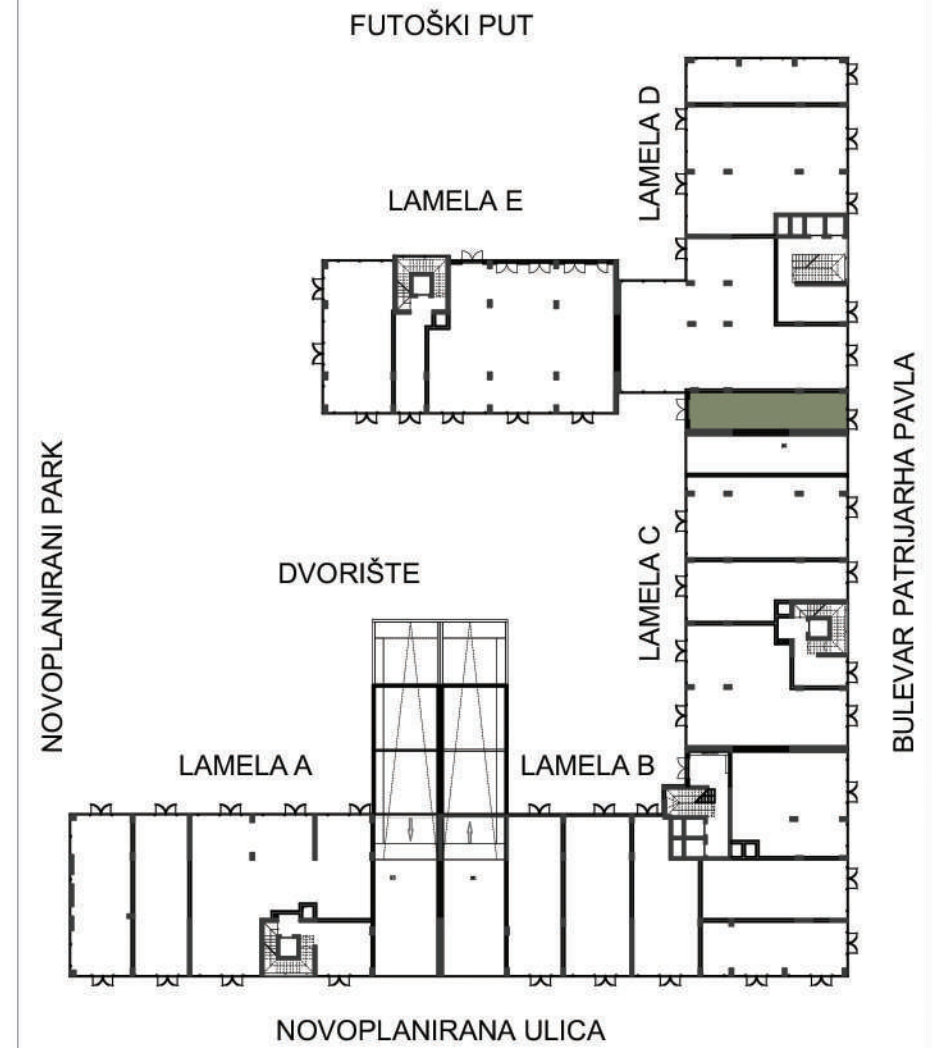 FUTOŠKI PUT
LAMELA D
LAMELA E
BULEVAR PATRIJARHA PAVLA
NOVOPLANIRANI PARK
LAMELA C
DVORIŠTE
LAMELA A
LAMELA B
NOVOPLANIRANA ULICA